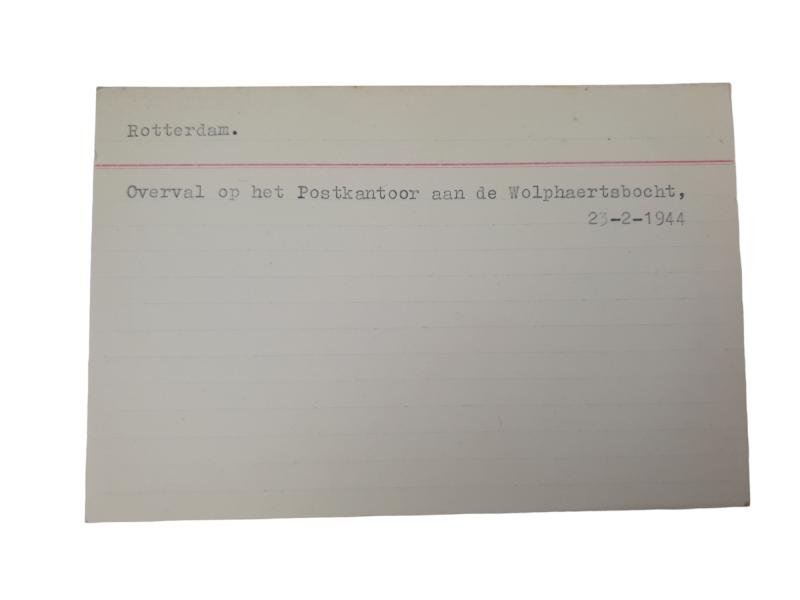 Rotterdam.
Overval op het Postkantoor aan de Wolphaertsbocht,
23-2-1944